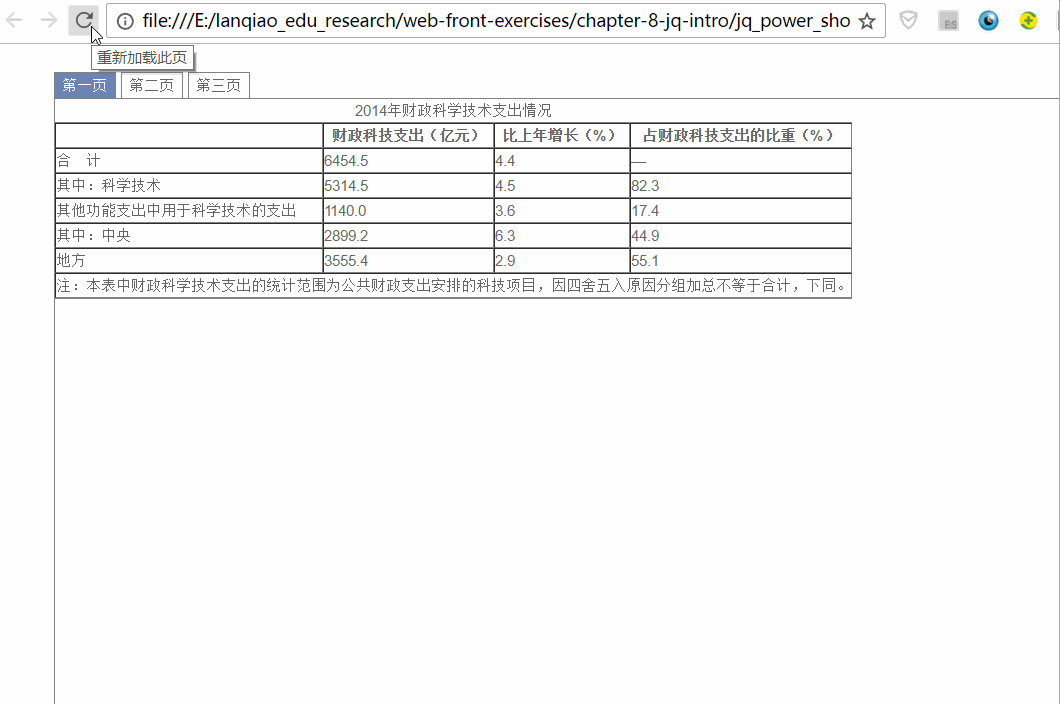 file:///E:/lanqiao_edu_research/web-front-exercises/chapter-8-jq-intro/jq_power_sho
ES
重新加载此页
第一页 第二页 第三页
2014年财政科学技术支出情况
财政科技支出（亿元） 比上年增长（%） 占财政科技支出的比重（%）
合 计 6454.5 4.4 —
其中：科学技术 5314.5 4.5 82.3
其他功能支出中用于科学技术的支出 1140.0 3.6 17.4
其中：中央 2899.2 6.3 44.9
地方 3555.4 2.9 55.1
注：本表中财政科学技术支出的统计范围为公共财政支出安排的科技项目，因四舍五入原因分组加总不等于合计，下同。